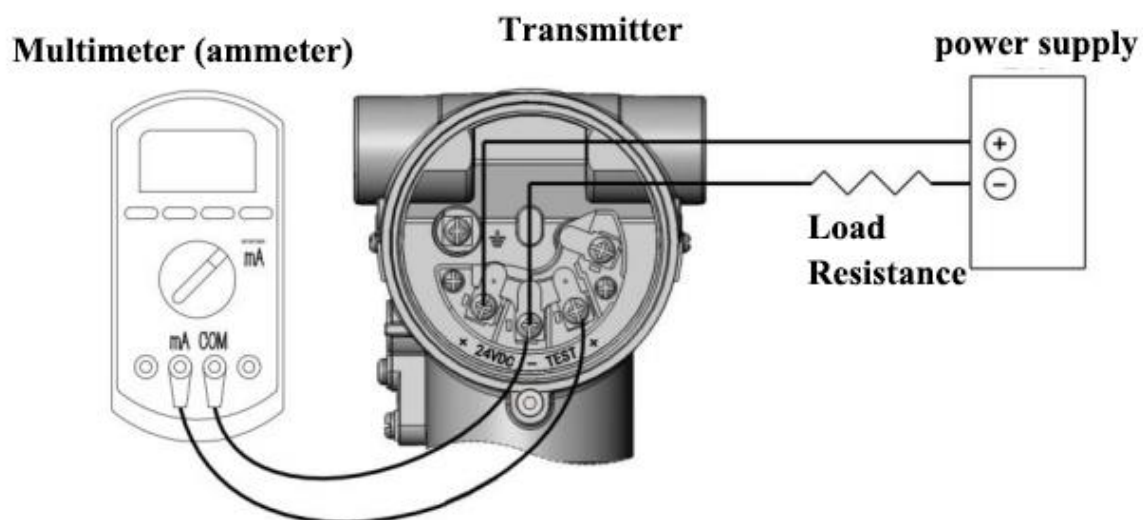 Multimeter (ammeter)
Transmitter
power supply
+
−
Load
Resistance
mA
mA COM
+ 24VDC − TEST +